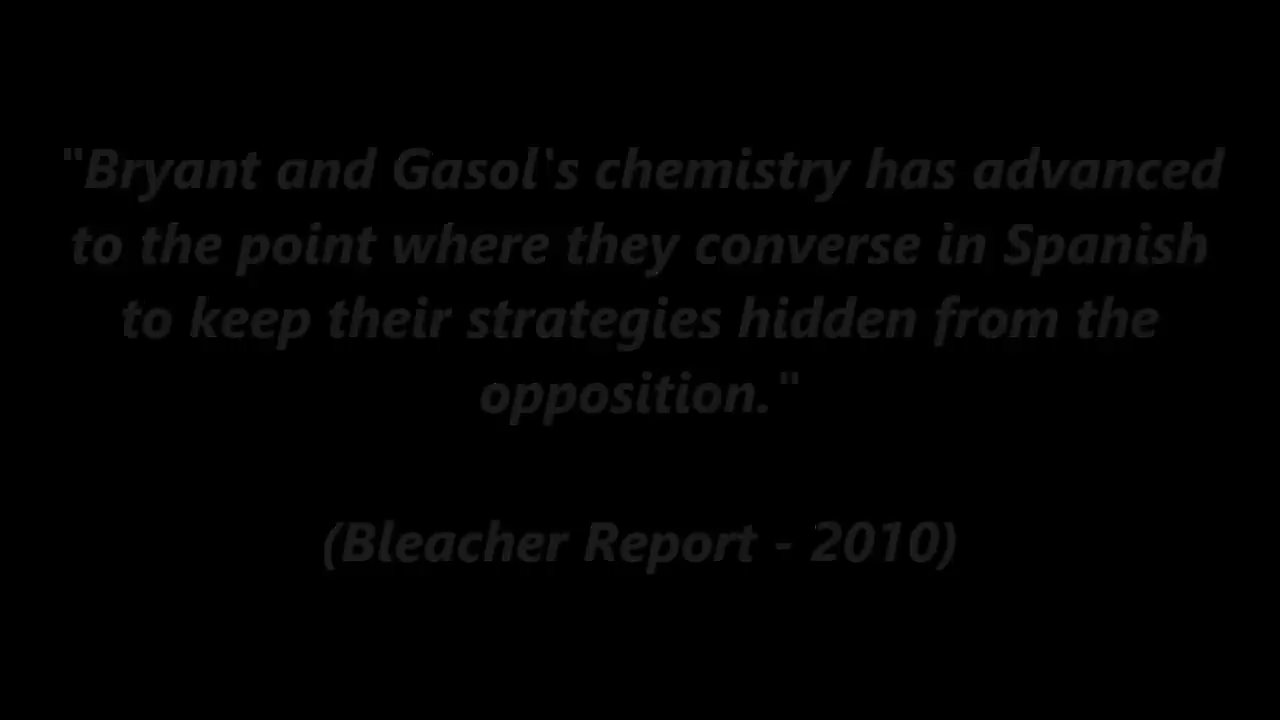 "Bryant and Gasol's chemistry has advanced
to the point where they converse in Spanish
to keep their strategies hidden from the
opposition."
(Bleacher Report - 2010)